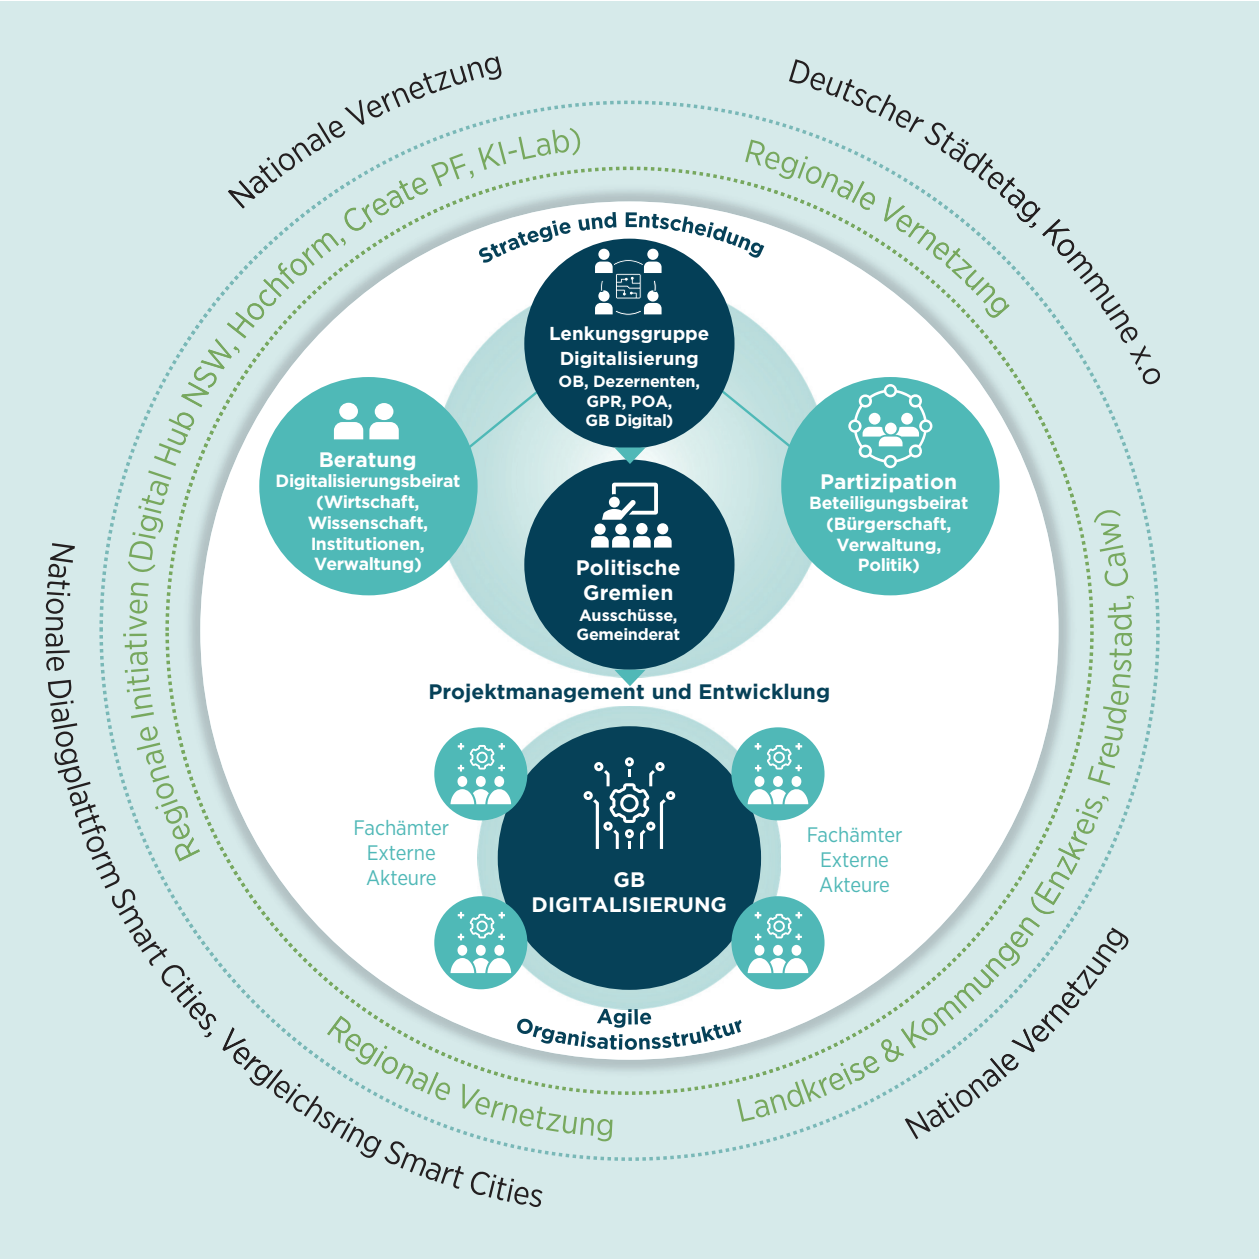 Nationale Vernetzung
Deutscher Städtetag, Kommune x.o
Regionale Initiativen (Digital Hub NSW, Hochform, Create PF, KI-Lab)
Regionale Vernetzung
Strategie und Entscheidung
Lenkungsgruppe
Digitalisierung
OB, Dezernenten,
GPR, POA,
GB Digital)
Beratung
Digitalisierungsbeirat
(Wirtschaft,
Wissenschaft,
Institutionen,
Verwaltung)
Partizipation
Beteiligungsbeirat
(Bürgerschaft,
Verwaltung,
Politik)
Politische
Gremien
Ausschüsse,
Gemeinderat
Projektmanagement und Entwicklung
Fachämter
Externe
Akteure
GB
DIGITALISIERUNG
Fachämter
Externe
Akteure
Agile
Organisationsstruktur
Regionale Vernetzung
Landkreise & Kommungen (Enzkreis, Freudenstadt, Calw)
Nationale Dialogplattform Smart Cities, Vergleichsring Smart Cities
Nationale Vernetzung